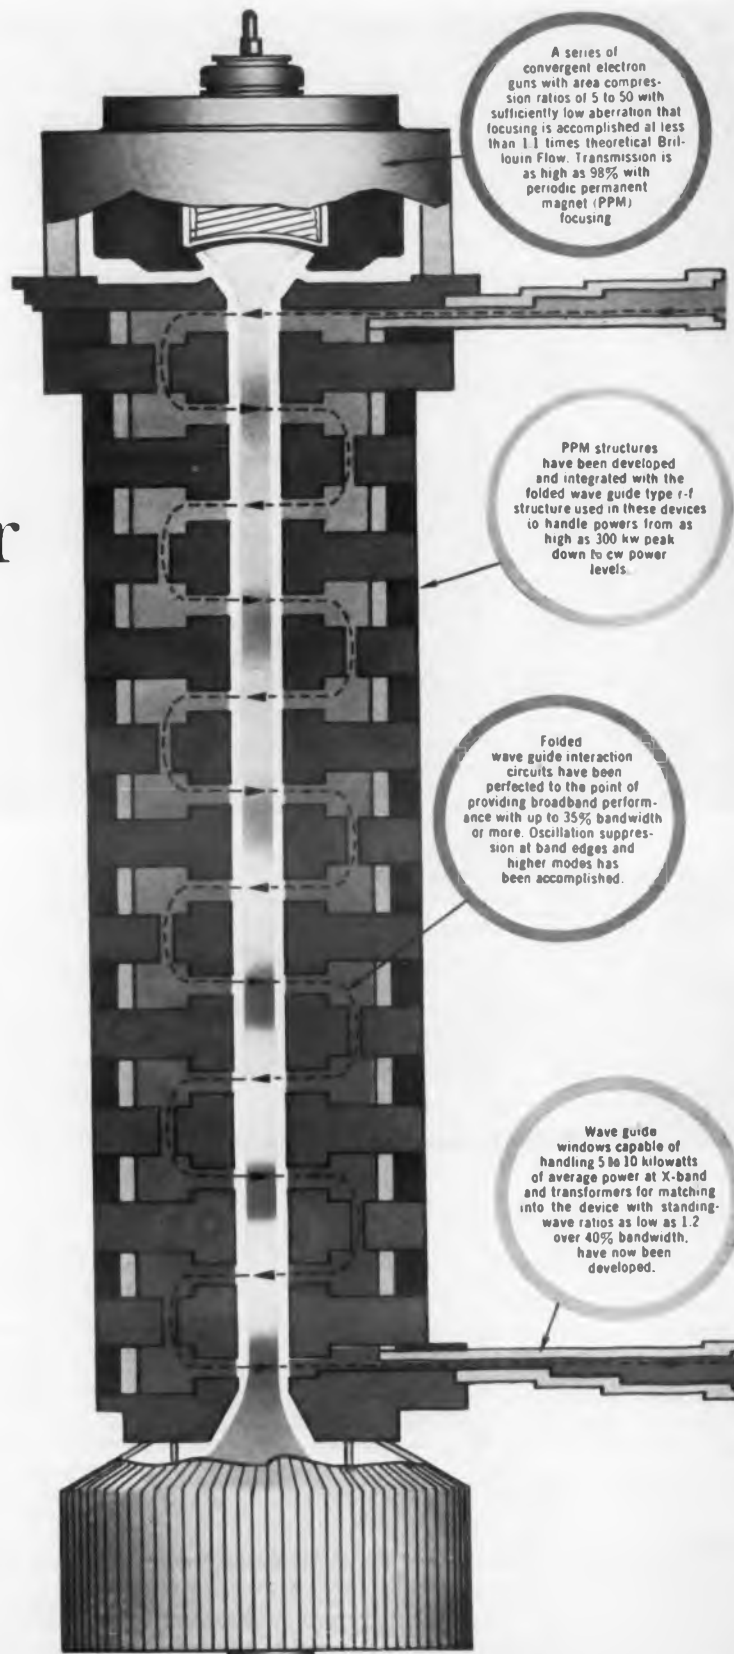 A series of
convergent electron
guns with area compres-
sion ratios of 5 to 50 with
sufficiently low aberration that
focusing is accomplished at less
than 1.1 times theoretical Bril-
louin Flow. Transmission is
as high as 98% with
periodic permanent
magnet (PPM)
focusing
r
PPM structures
have been developed
and integrated with the
folded wave guide type r-f
structure used in these devices
to handle powers from as
high as 300 kw peak
down to cw power
levels.
Folded
wave guide interaction
circuits have been
perfected to the point of
providing broadband perform-
ance with up to 35% bandwidth
or more. Oscillation suppres-
sion at band edges and
higher modes has
been accomplished.
Wave guide
windows capable of
handling 5 to 10 kilowatts
of average power at X-band
and transformers for matching
into the device with standing-
wave ratios as low as 1.2
over 40% bandwidth,
have now been
developed.